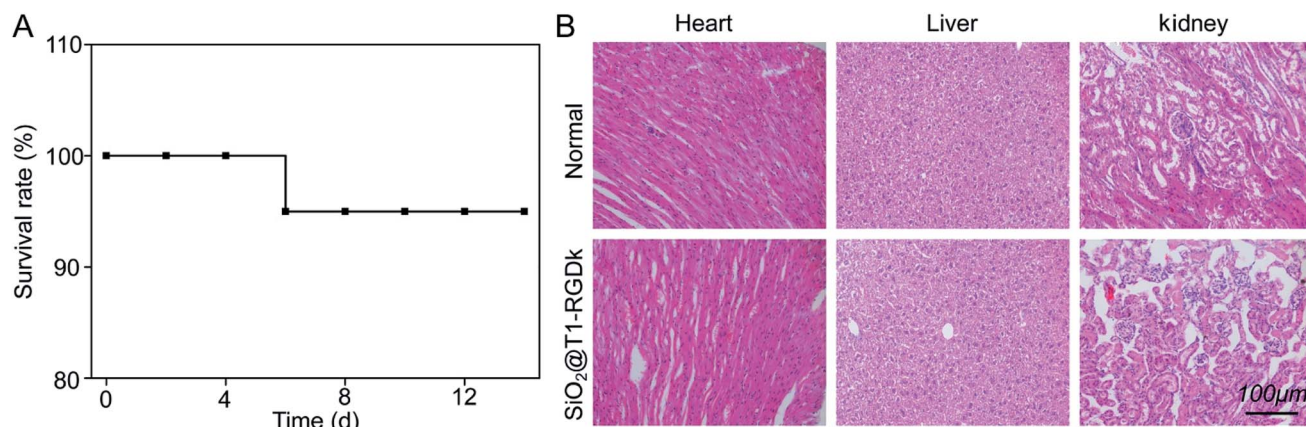 A
110
100
90
80
Survival rate (%)
0
4
8
12
Time (d)
B
Heart
Liver
kidney
Normal
SiO₂@T1-RGDk
100μm